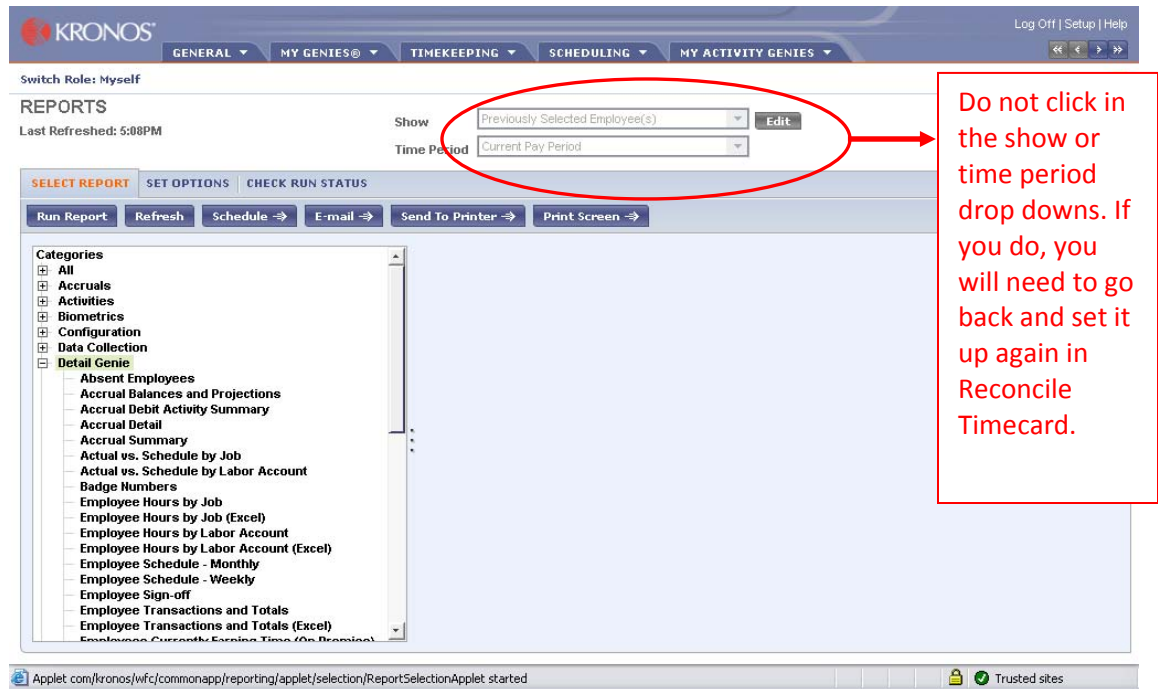 KRONOS®
Log Off | Setup | Help
GENERAL MY GENIES® TIMEKEEPING SCHEDULING MY ACTIVITY GENIES
Switch Role: Myself
REPORTS
Last Refreshed: 5:08PM
Show Previously Selected Employee(s) Edit
Time Period Current Pay Period
SELECT REPORT SET OPTIONS CHECK RUN STATUS
Run Report Refresh Schedule E-mail Send To Printer Print Screen
Categories
All
Accruals
Activities
Biometrics
Configuration
Data Collection
Detail Genie
Absent Employees
Accrual Balances and Projections
Accrual Debit Activity Summary
Accrual Detail
Accrual Summary
Actual vs. Schedule by Job
Actual vs. Schedule by Labor Account
Badge Numbers
Employee Hours by Job
Employee Hours by Job (Excel)
Employee Hours by Labor Account
Employee Hours by Labor Account (Excel)
Employee Schedule - Monthly
Employee Schedule - Weekly
Employee Sign-off
Employee Transactions and Totals
Employee Transactions and Totals (Excel)
Employees Currently Earning Time (On Premise)
Do not click in
the show or
time period
drop downs. If
you do, you
will need to go
back and set it
up again in
Reconcile
Timecard.
Applet com/kronos/wfc/commonapp/reporting/applet/selection/ReportSelectionApplet started
Trusted sites